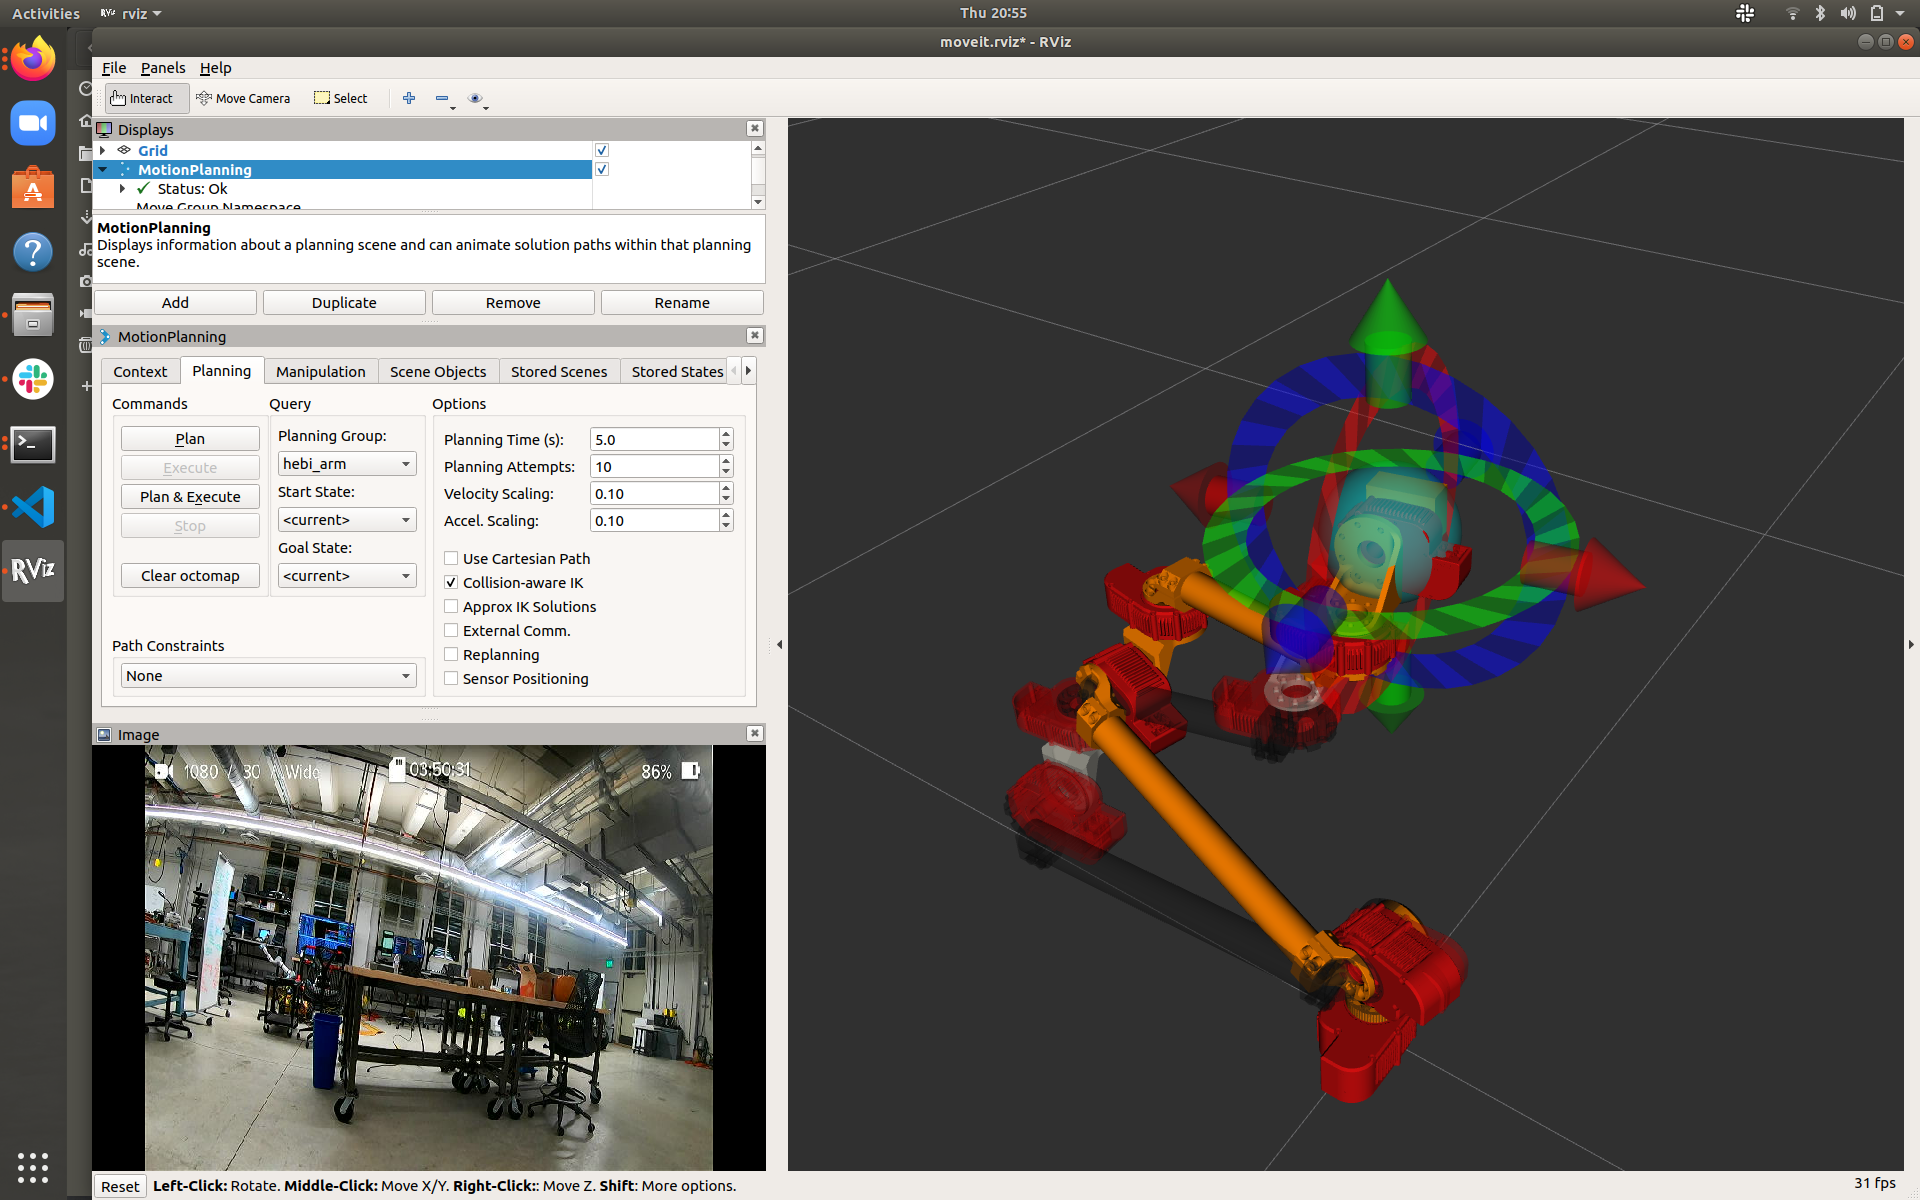 Activities RViz rviz Thu 20:55
moveit.rviz* - RViz
File Panels Help
Interact Move Camera Select
Displays
Grid
MotionPlanning
Status: Ok
Move Group Namespace
MotionPlanning
Displays information about a planning scene and can animate solution paths within that planning
scene.
Add Duplicate Remove Rename
MotionPlanning
Context Planning Manipulation Scene Objects Stored Scenes Stored States
Commands Query Options
Plan
Execute
Plan & Execute
Stop
Clear octomap
Planning Group:
hebi_arm
Start State:
<current>
Goal State:
<current>
Planning Time (s): 5.0
Planning Attempts: 10
Velocity Scaling: 0.10
Accel. Scaling: 0.10
Use Cartesian Path
Collision-aware IK
Approx IK Solutions
External Comm.
Replanning
Sensor Positioning
Path Constraints
None
RViz
Image
1080 / 30 / Wide 03:50:31 86%
Reset Left-Click: Rotate. Middle-Click: Move X/Y. Right-Click:: Move Z. Shift: More options. 31 fps